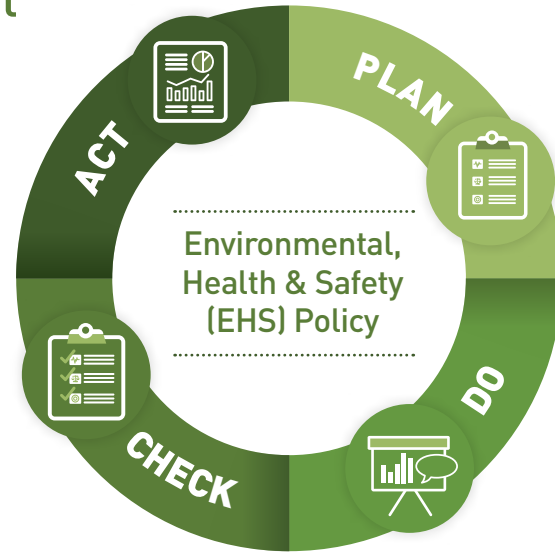 PLAN
ACT
Environmental,
Health & Safety
(EHS) Policy
DO
CHECK